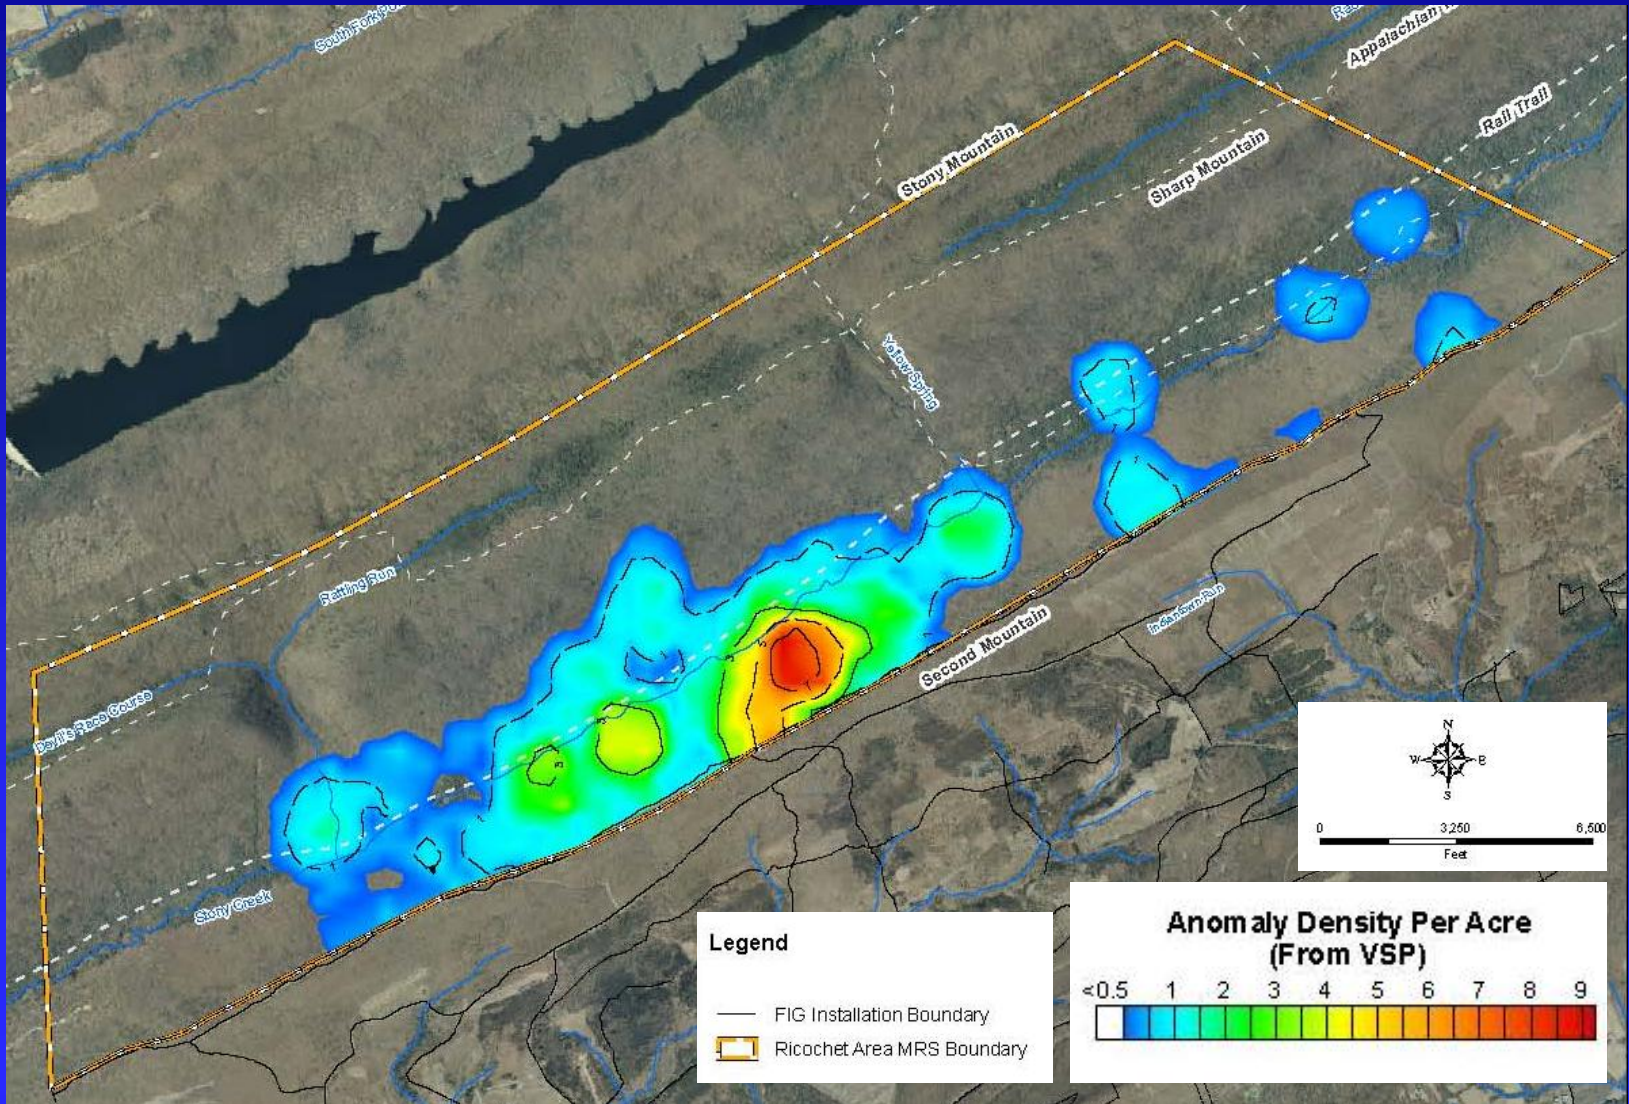 South Fork Po
Appalachian
Rail Trail
Stony Mountain
Sharp Mountain
Yellow Spring
Rattling Run
Second Mountain
Indiantown Run
Devil's Race Course
Stony Creek
N
W E
S
0 3,250 6,500
Feet
Legend
FIG Installation Boundary
Ricochet Area MRS Boundary
Anomaly Density Per Acre
(From VSP)
<0.5 1 2 3 4 5 6 7 8 9